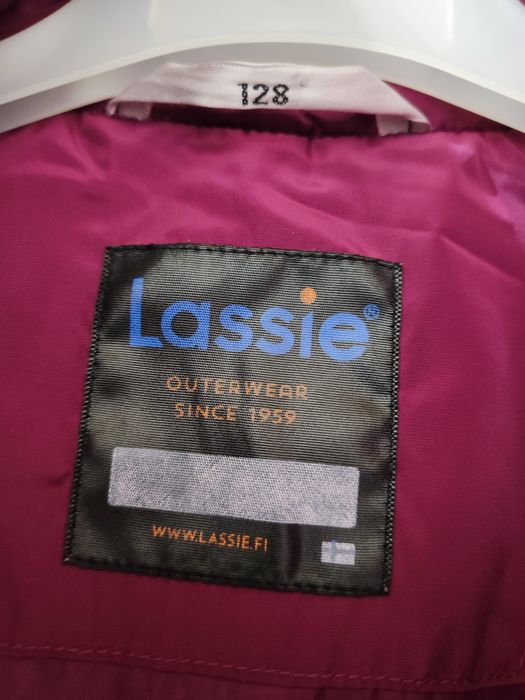 128
Lassie®
OUTERWEAR
SINCE 1959
WWW.LASSIE.FI